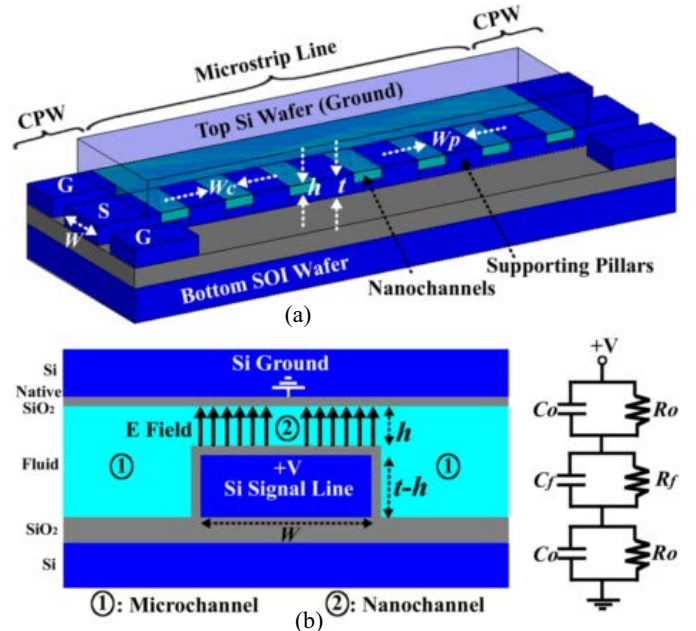 CPW
Microstrip Line
CPW
Top Si Wafer (Ground)
Wp
Wc
h
t
G
S
W
G
Supporting Pillars
Nanochannels
Bottom SOI Wafer
(a)
Si
Si Ground
Native
SiO₂
E Field
②
h
Fluid
①
①
+V
Si Signal Line
t-h
W
SiO₂
Si
①: Microchannel ②: Nanochannel
(b)
+V
Co Ro
Cf Rf
Co Ro